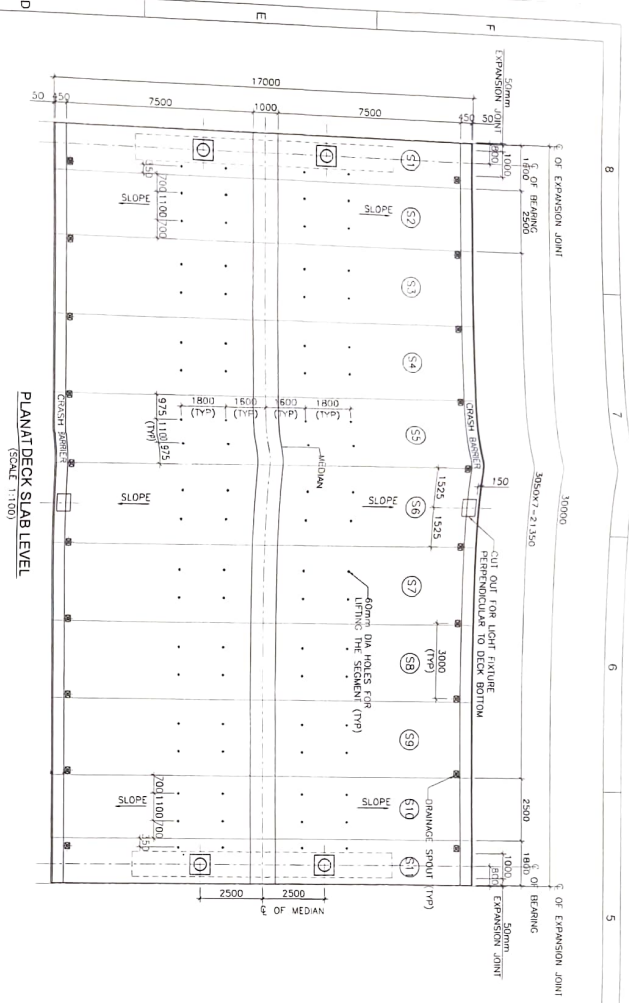 D
E
F
8
7
6
5
℄ OF EXPANSION JOINT
30000
℄ OF EXPANSION JOINT
℄ OF BEARING
3050X7=21350
℄ OF BEARING
50mm
EXPANSION JOINT
1800
1000
800
2500
2500
1800
1000
800
50mm
EXPANSION JOINT
17000
50
450
7500
1000
7500
450
50
150
CUT OUT FOR LIGHT FIXTURE
PERPENDICULAR TO DECK BOTTOM
CRASH BARRIER
1525
1525
3000
(TYP)
DRAINAGE SPOUT (TYP)
S1
S2
S3
S4
S5
S6
S7
S8
S9
S10
S11
SLOPE
SLOPE
SLOPE
60mm DIA HOLES FOR
LIFTING THE SEGMENT (TYP)
MEDIAN
1800
(TYP)
1600
(TYP)
1600
(TYP)
1800
(TYP)
2500
2500
℄ OF MEDIAN
350
700
1100
700
975
1100
(TYP)
975
700
1100
700
350
SLOPE
SLOPE
SLOPE
CRASH BARRIER
PLAN AT DECK SLAB LEVEL
(SCALE 1:100)